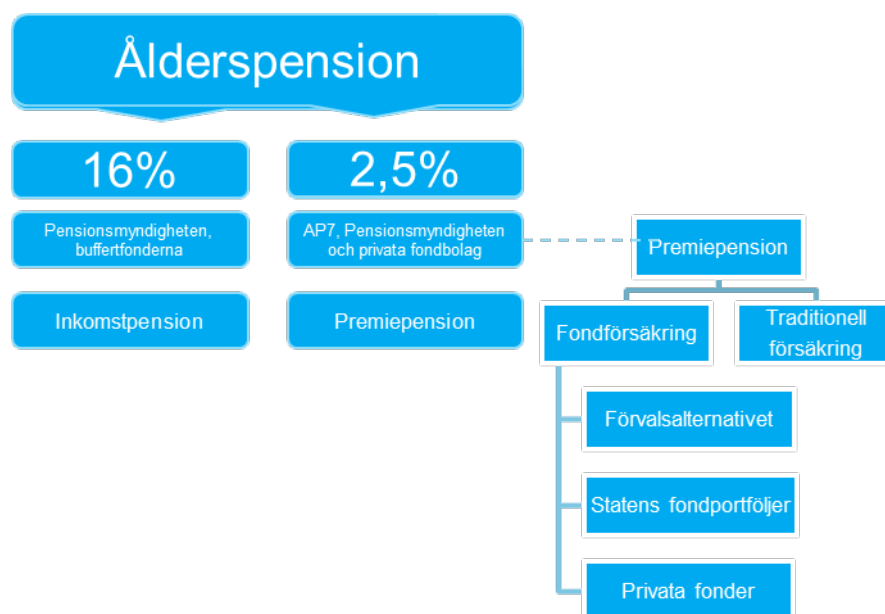 Ålderspension
16%
2,5%
Pensionsmyndigheten,
buffertfonderna
AP7, Pensionsmyndigheten
och privata fondbolag
Inkomstpension
Premiepension
Premiepension
Fondförsäkring
Traditionell
försäkring
Förvalsalternativet
Statens fondportföljer
Privata fonder